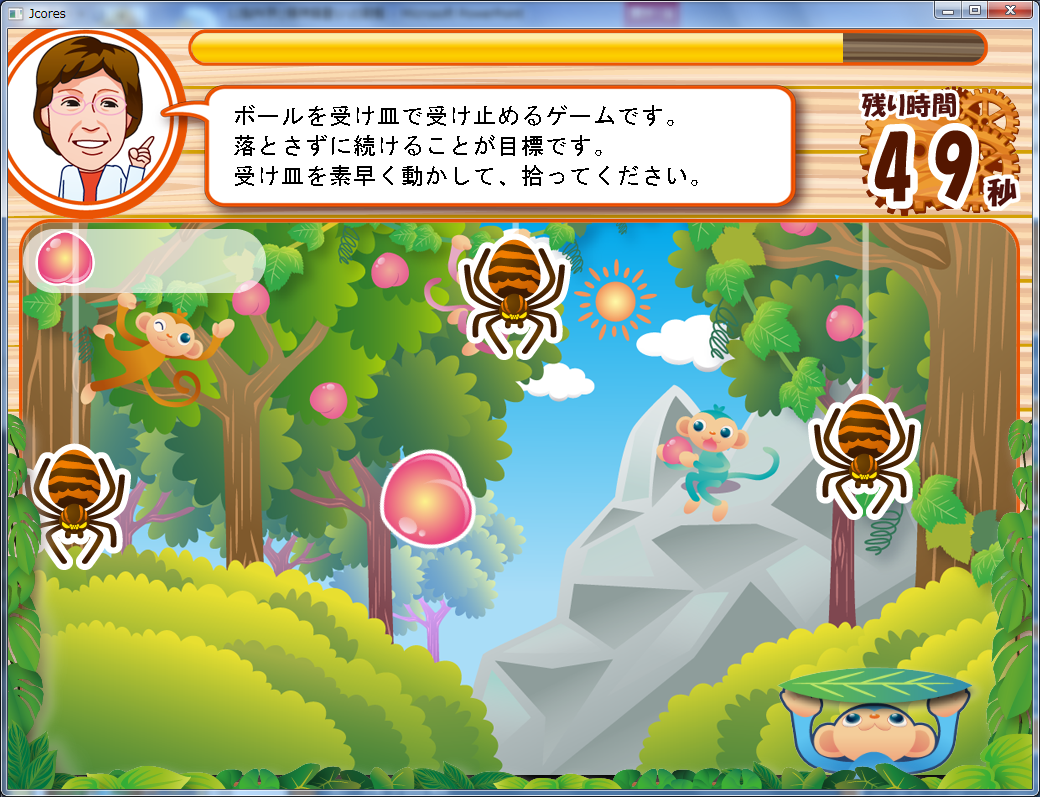 Jcores
ボールを受け皿で受け止めるゲームです。
落とさずに続けることが目標です。
受け皿を素早く動かして、拾ってください。
残り時間
49秒